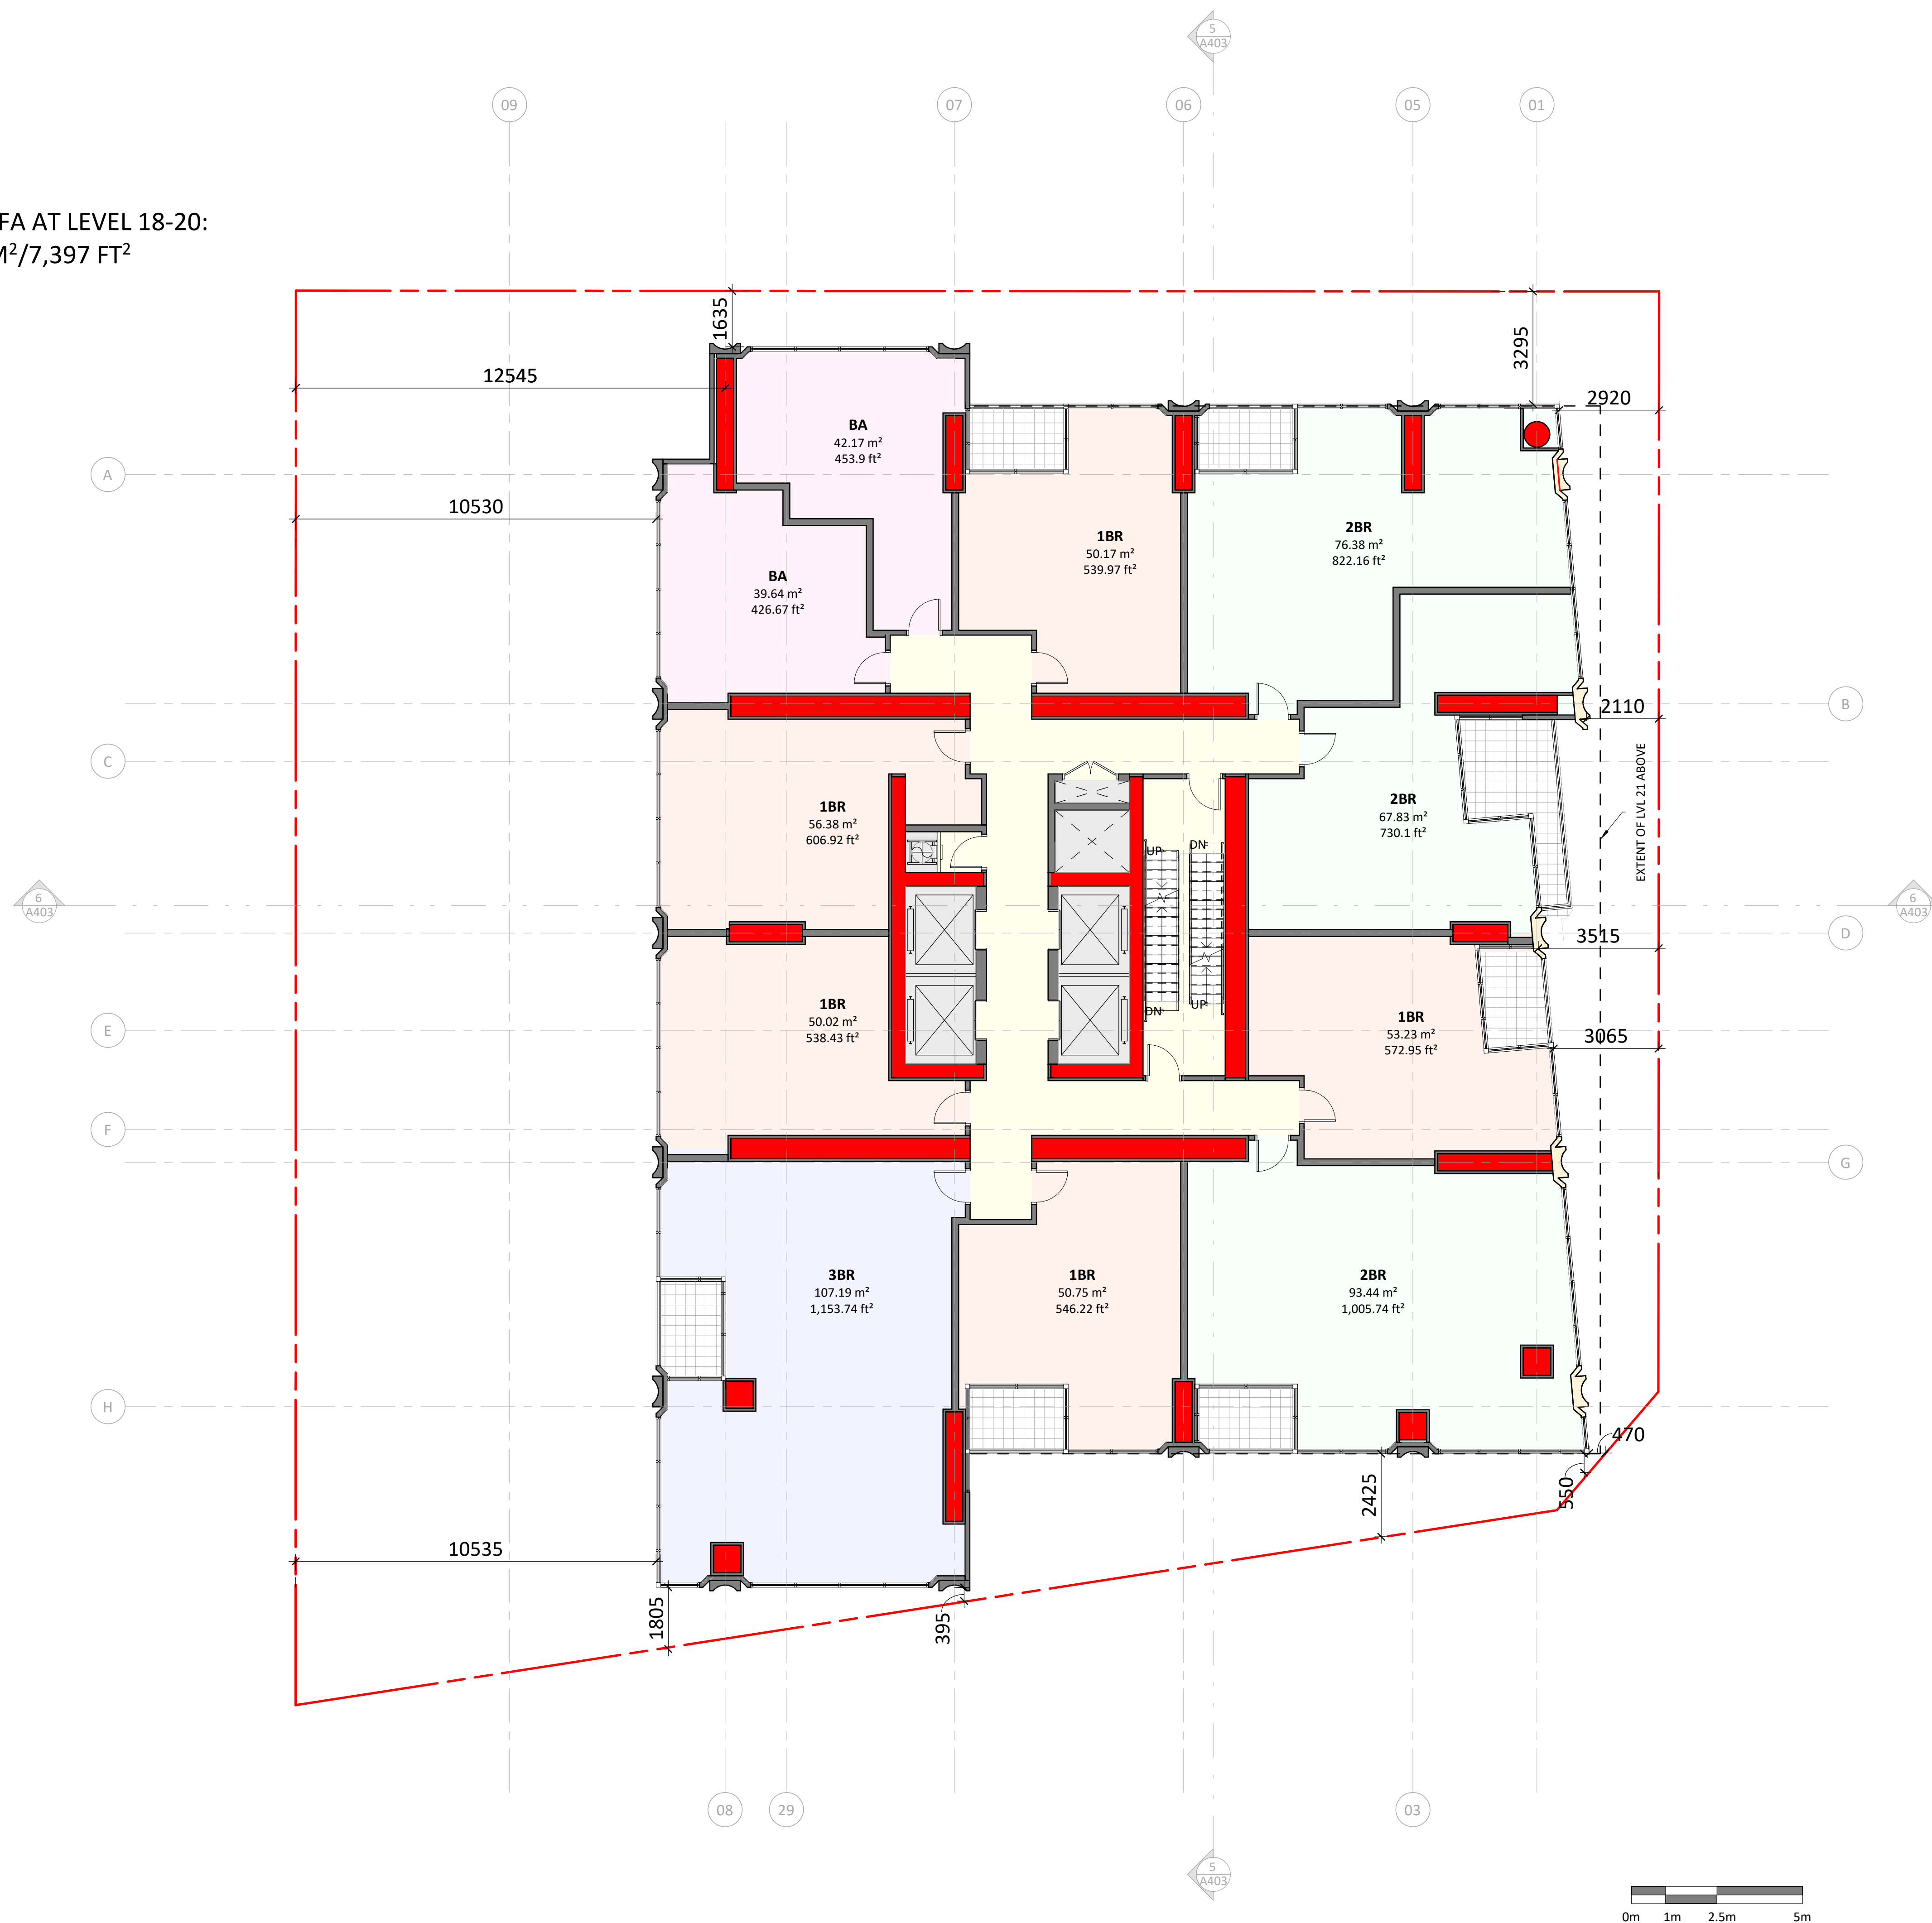 5
A403
09
07
06
05
01
FA AT LEVEL 18-20:
M²/7,397 FT²
1635
3295
12545
2920
BA
42.17 m²
453.9 ft²
A
10530
1BR
50.17 m²
539.97 ft²
2BR
76.38 m²
822.16 ft²
BA
39.64 m²
426.67 ft²
B
2110
C
EXTENT OF LVL 21 ABOVE
1BR
56.38 m²
606.92 ft²
2BR
67.83 m²
730.1 ft²
UP
DN
6
A403
6
A403
D
3515
1BR
50.02 m²
538.43 ft²
DN
UP
1BR
53.23 m²
572.95 ft²
E
3065
F
G
3BR
107.19 m²
1,153.74 ft²
1BR
50.75 m²
546.22 ft²
2BR
93.44 m²
1,005.74 ft²
H
470
2425
550
10535
1805
395
08
29
03
5
A403
0m
1m
2.5m
5m